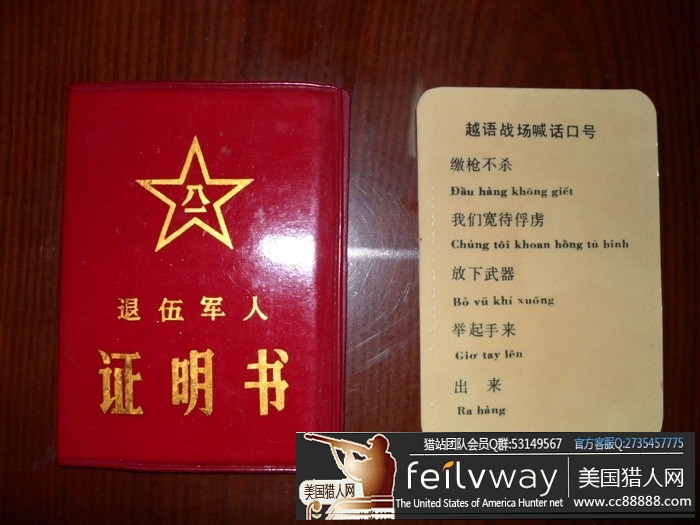 八一
退伍军人
证明书
越语战场喊话口号
缴枪不杀
Đầu hàng không giết
我们宽待俘虏
Chúng tôi khoan hồng tù binh
放下武器
Bỏ vũ khí xuống
举起手来
Giơ tay lên
出 来
Ra hàng
猎站团队会员Q群:53149567 官方客服Q:2735457775
美国猎人网
feilvway
美国猎人网
The United States of America Hunter net
www.cc88888.com